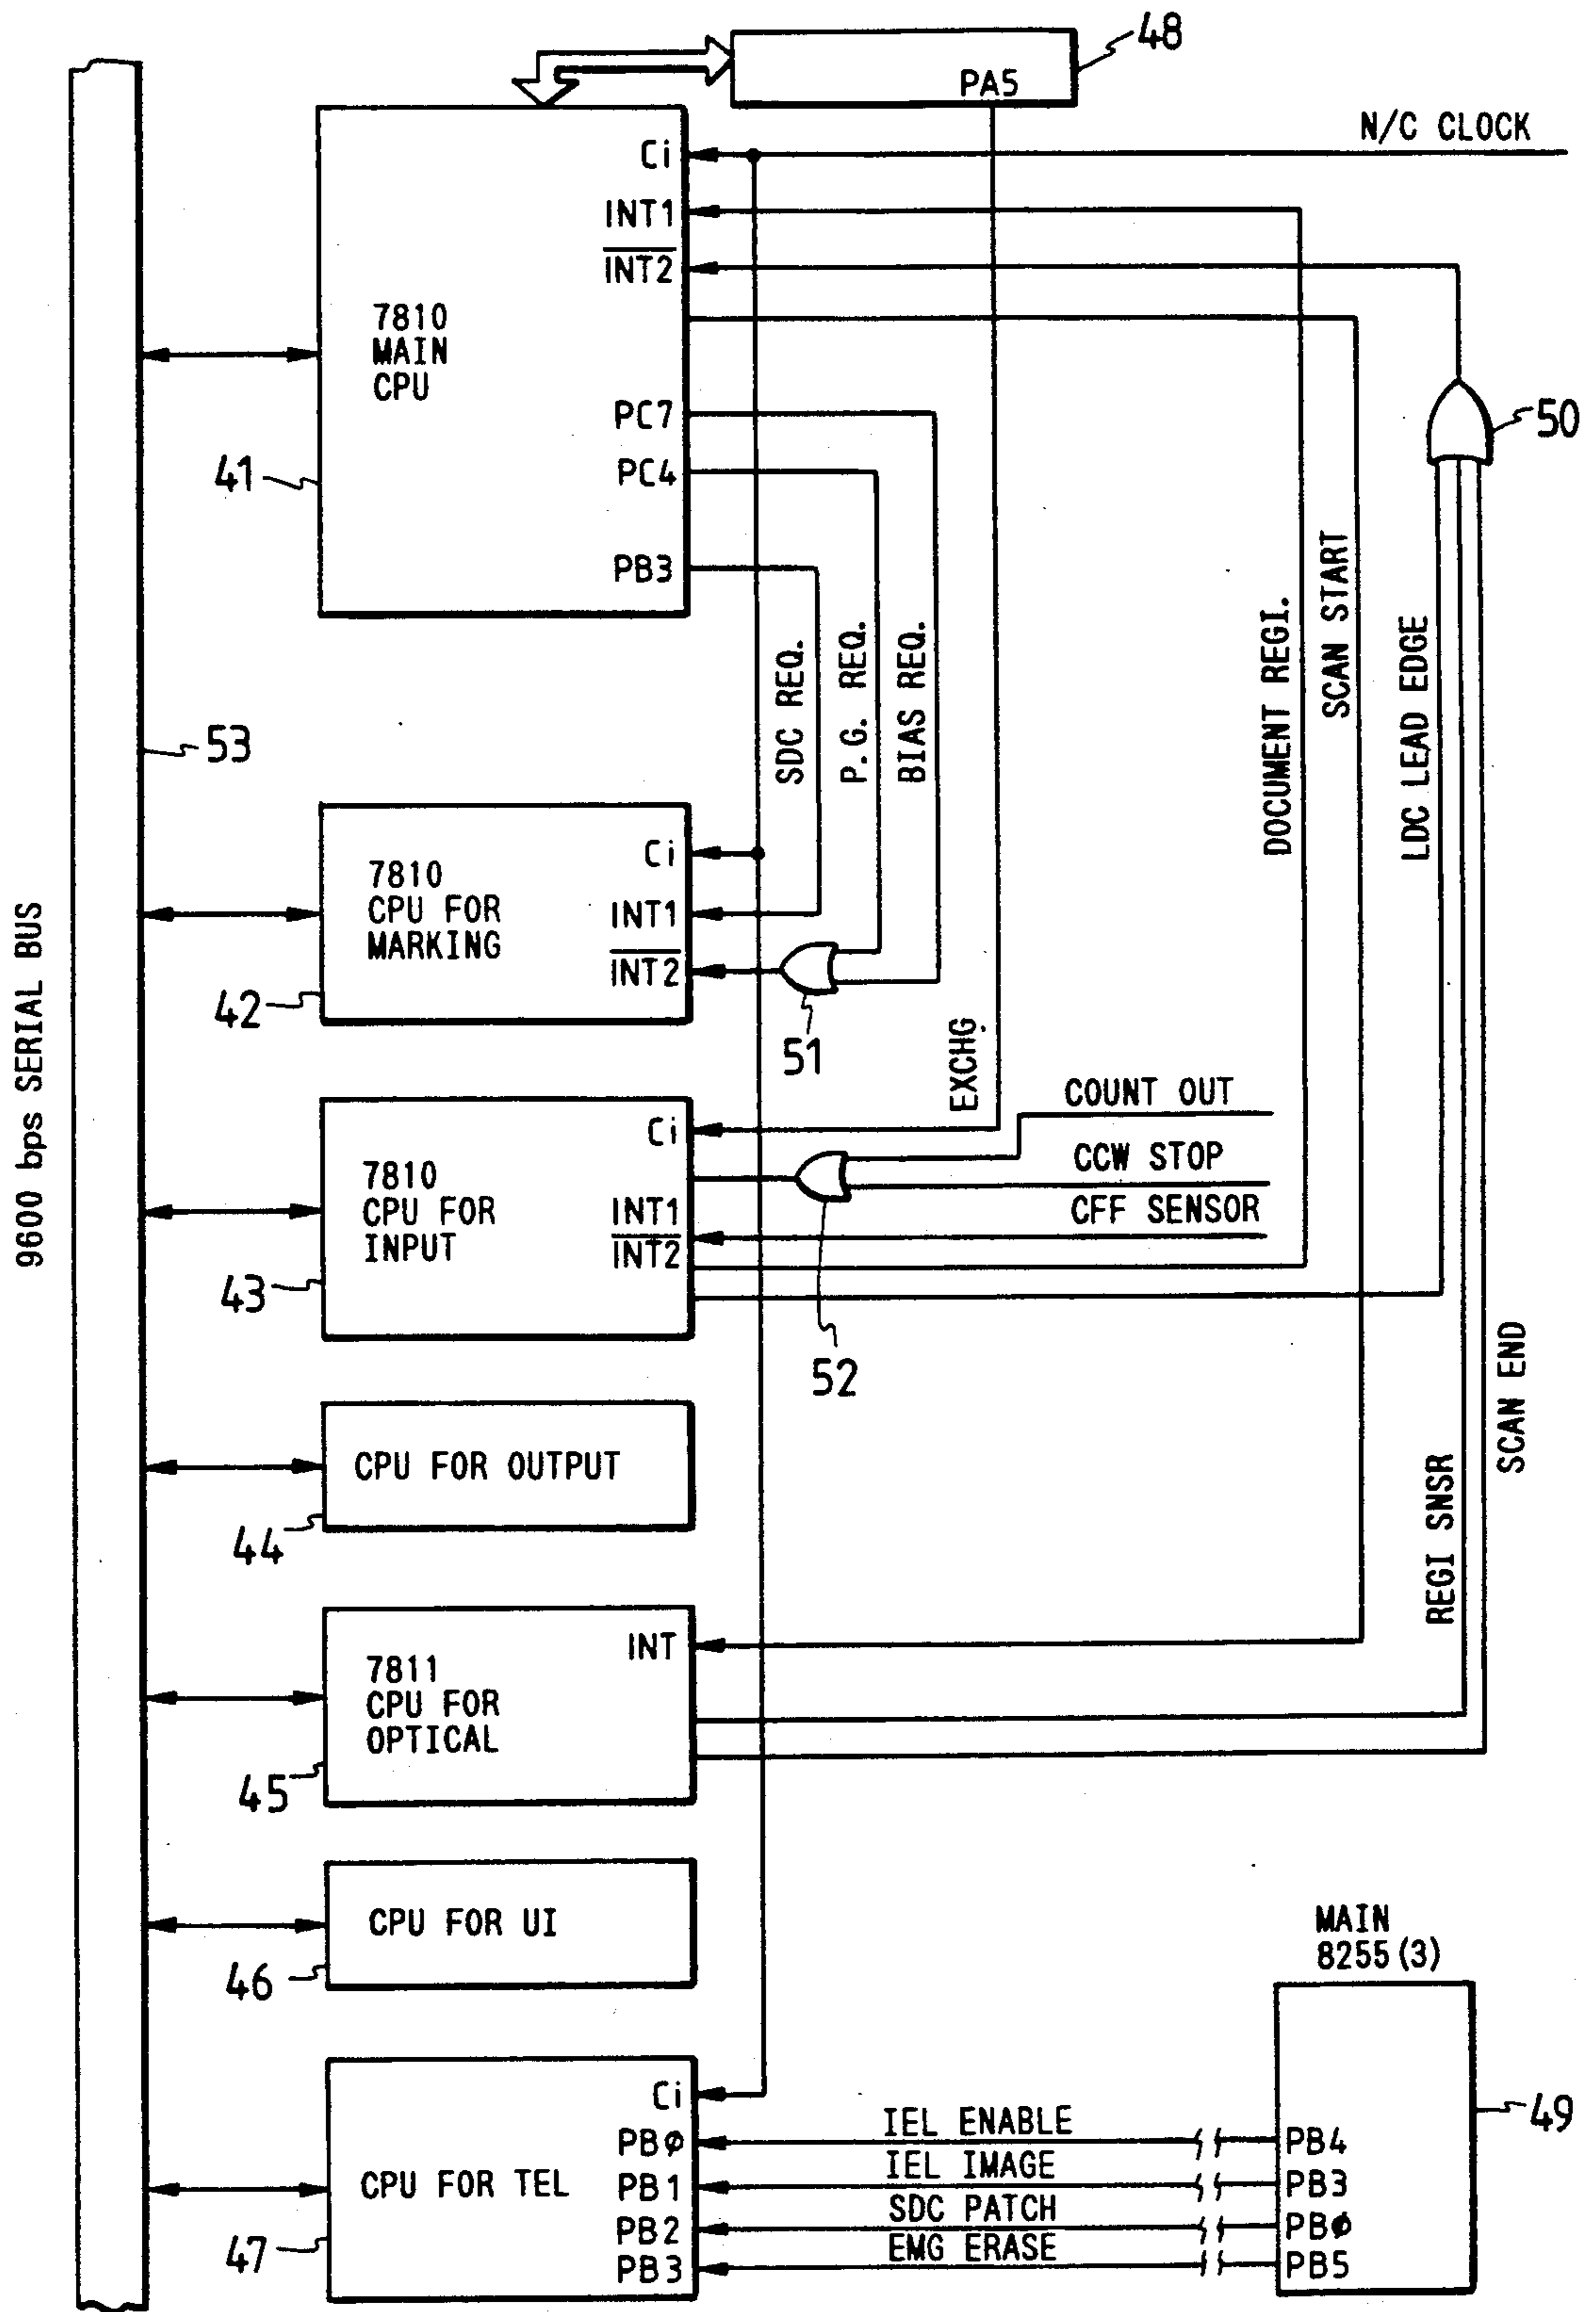 48
PA5
N/C CLOCK
Ci
INT1
INT2
7810
MAIN
CPU
PC7
PC4
PB3
41
50
SDC REQ.
P. G. REQ.
BIAS REQ.
DOCUMENT REGI.
SCAN START
LDC LEAD EDGE
53
9600 bps SERIAL BUS
7810
CPU FOR
MARKING
Ci
INT1
INT2
42
51
EXCHG.
COUNT OUT
CCW STOP
CFF SENSOR
7810
CPU FOR
INPUT
Ci
INT1
INT2
43
52
SCAN END
REGI SNSR
CPU FOR OUTPUT
44
INT
7811
CPU FOR
OPTICAL
45
CPU FOR UI
46
MAIN
8255 (3)
49
Ci
CPU FOR TEL
PBØ IEL ENABLE PB4
PB1 IEL IMAGE PB3
PB2 SDC PATCH PBØ
PB3 EMG ERASE PB5
47